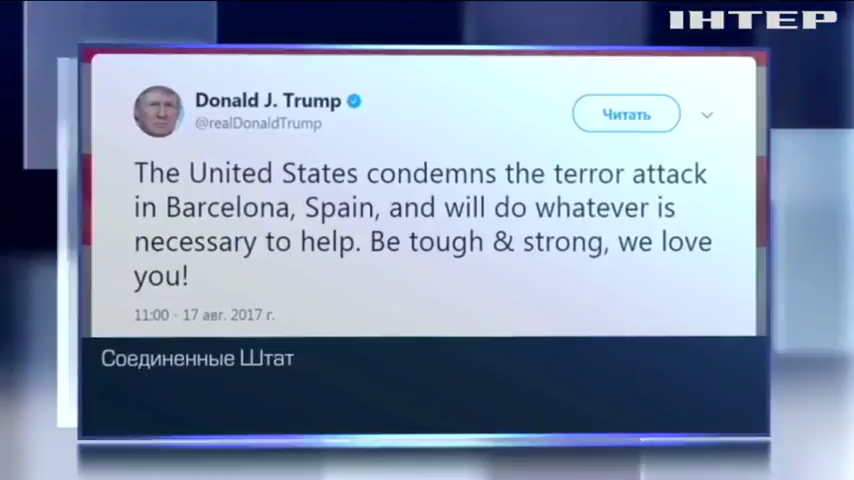 ІНТЕР
Donald J. Trump
@realDonaldTrump
Читать
The United States condemns the terror attack
in Barcelona, Spain, and will do whatever is
necessary to help. Be tough & strong, we love
you!
11:00 - 17 авг. 2017 г.
Соединенные Штат